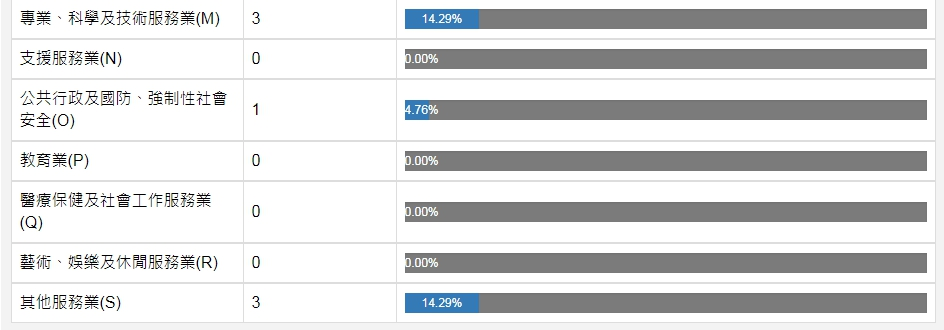 專業、科學及技術服務業(M) 3 14.29%
支援服務業(N) 0 0.00%
公共行政及國防、強制性社會
安全(O) 1 4.76%
教育業(P) 0 0.00%
醫療保健及社會工作服務業
(Q) 0 0.00%
藝術、娛樂及休閒服務業(R) 0 0.00%
其他服務業(S) 3 14.29%